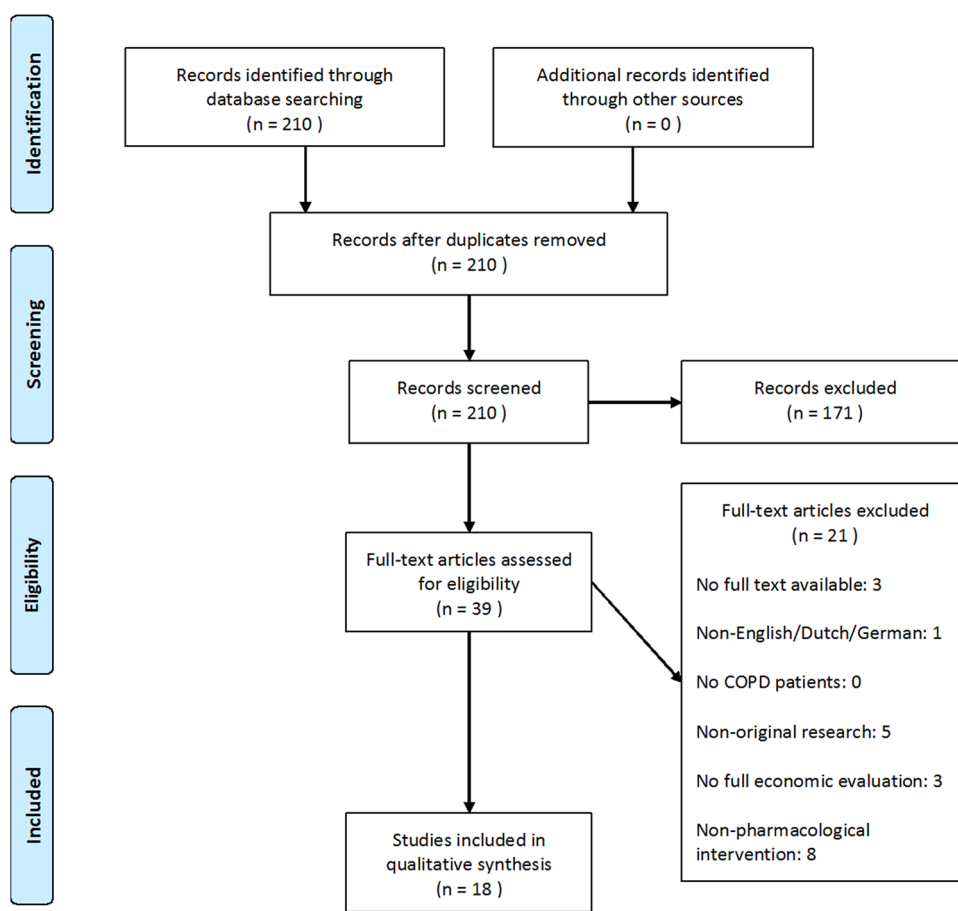 Identification
Records identified through
database searching
(n = 210 )
Additional records identified
through other sources
(n = 0 )
Records after duplicates removed
(n = 210 )
Screening
Records screened
(n = 210 )
Records excluded
(n = 171 )
Eligibility
Full-text articles assessed
for eligibility
(n = 39 )
Full-text articles excluded
(n = 21 )
No full text available: 3
Non-English/Dutch/German: 1
No COPD patients: 0
Non-original research: 5
No full economic evaluation: 3
Non-pharmacological
intervention: 8
Included
Studies included in
qualitative synthesis
(n = 18 )